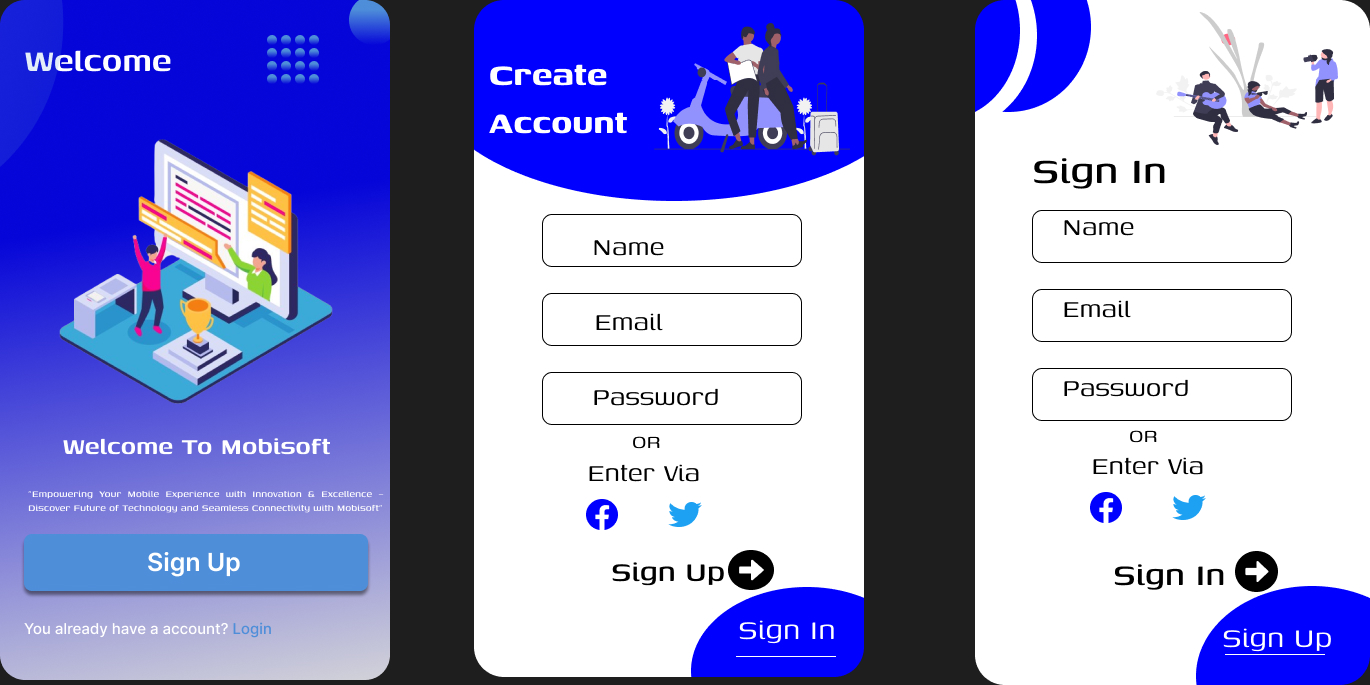 Welcome
Welcome To Mobisoft
"Empowering Your Mobile Experience with Innovation & Excellence –
Discover Future of Technology and Seamless Connectivity with Mobisoft"
Sign Up
You already have a account? Login
Create
Account
Name
Email
Password
OR
Enter Via
Sign Up
Sign In
Sign In
Name
Email
Password
OR
Enter Via
Sign In
Sign Up